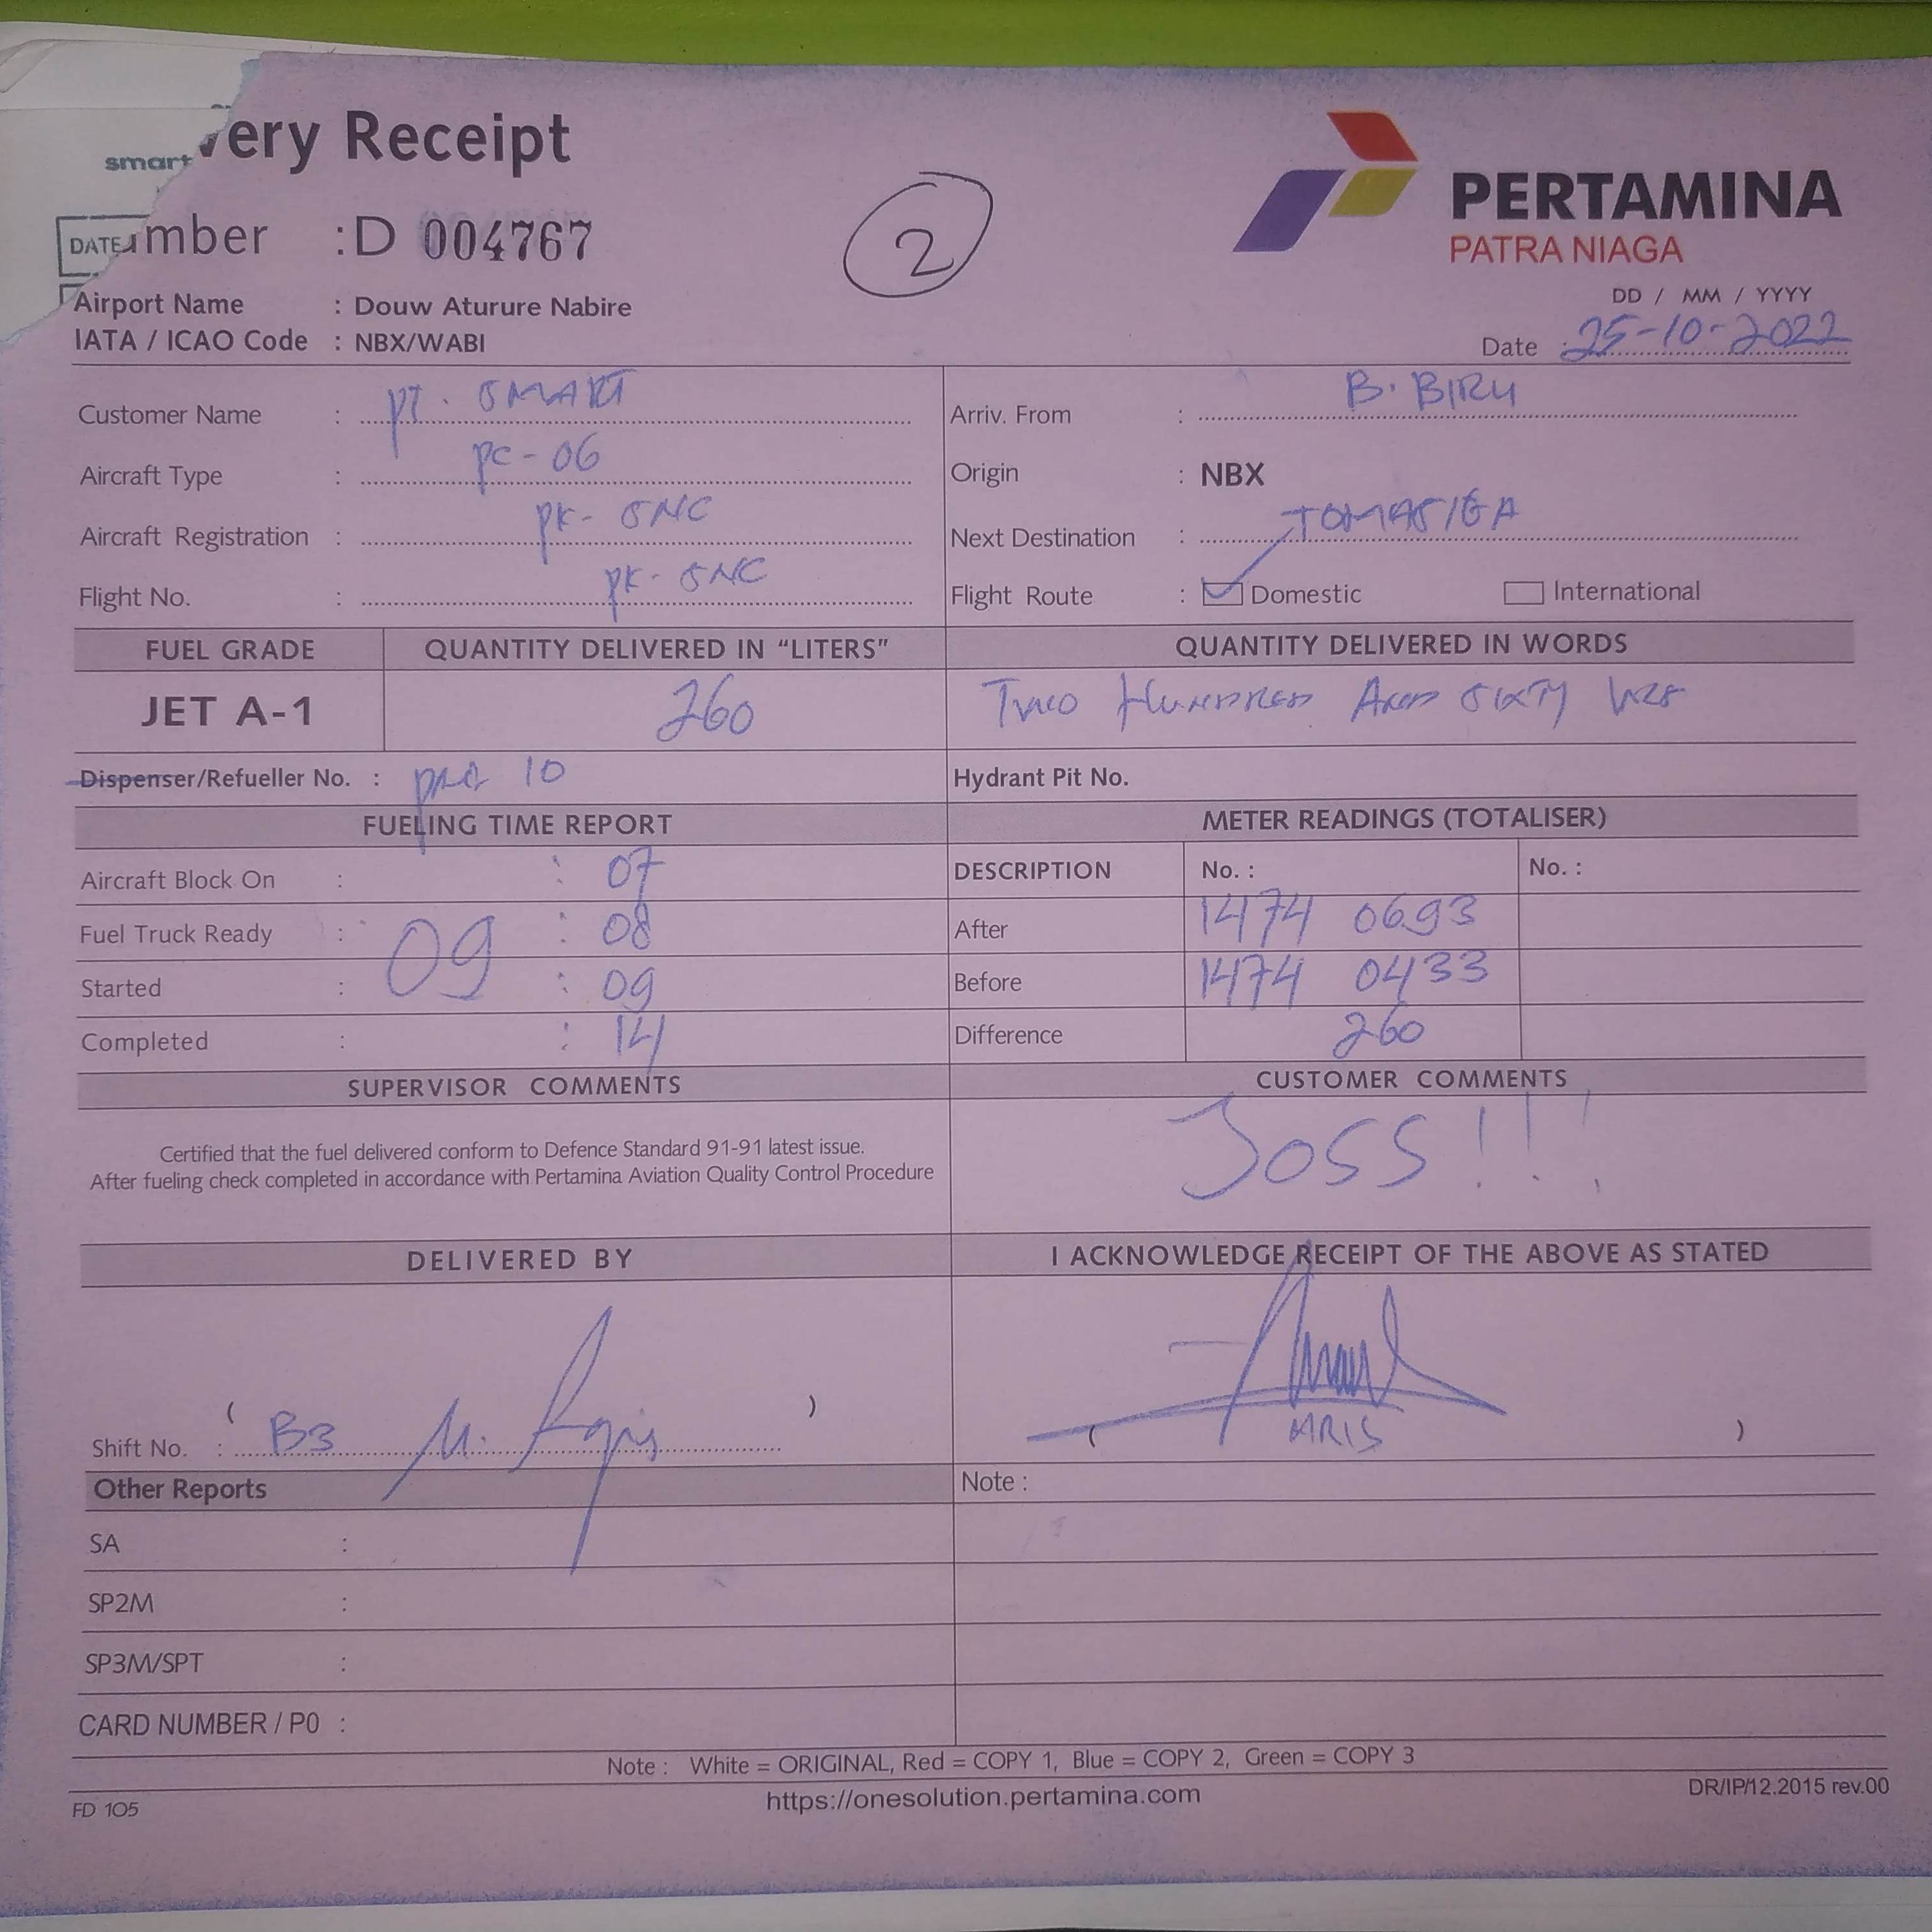 very Receipt
smart
PERTAMINA
PATRA NIAGA
2
DATE
mber : D 004767
Airport Name : Douw Aturure Nabire
IATA / ICAO Code : NBX/WABI
DD / MM / YYYY
Date : 25-10-2022
Customer Name : PT. SMART
Arriv. From : B. BIRU
Aircraft Type : PC-06
Origin : NBX
Aircraft Registration : PK- SNC
Next Destination : TOMASIGA
Flight No. : PK- SNC
Flight Route : Domestic International
FUEL GRADE QUANTITY DELIVERED IN "LITERS" QUANTITY DELIVERED IN WORDS
JET A-1 260 Two Hundred And Sixty
Dispenser/Refueller No. : 10
Hydrant Pit No.
FUELING TIME REPORT METER READINGS (TOTALISER)
Aircraft Block On : : 07
DESCRIPTION No. : No. :
Fuel Truck Ready : 09 : 08
After 1474 0693
Started : : 09
Before 1474 0433
Completed : : 14
Difference 260
SUPERVISOR COMMENTS CUSTOMER COMMENTS
Certified that the fuel delivered conform to Defence Standard 91-91 latest issue.
After fueling check completed in accordance with Pertamina Aviation Quality Control Procedure
JOSS !!!
DELIVERED BY I ACKNOWLEDGE RECEIPT OF THE ABOVE AS STATED
( )
Shift No. : B3 M.
( ARIS )
Other Reports Note :
SA :
SP2M :
SP3M/SPT :
CARD NUMBER / P0 :
Note : White = ORIGINAL, Red = COPY 1, Blue = COPY 2, Green = COPY 3
https://onesolution.pertamina.com
FD 105
DR/IP/12.2015 rev.00